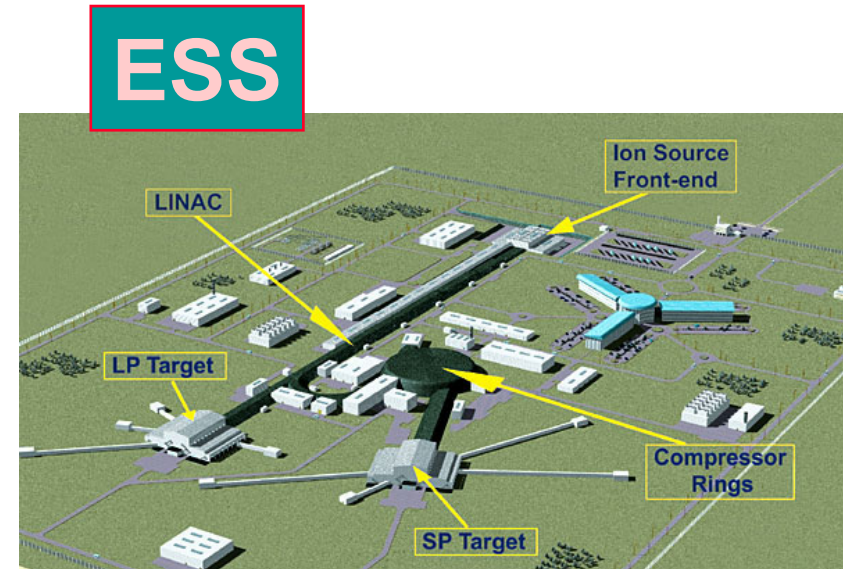 ESS
Ion Source
Front-end
LINAC
LP Target
Compressor
Rings
SP Target